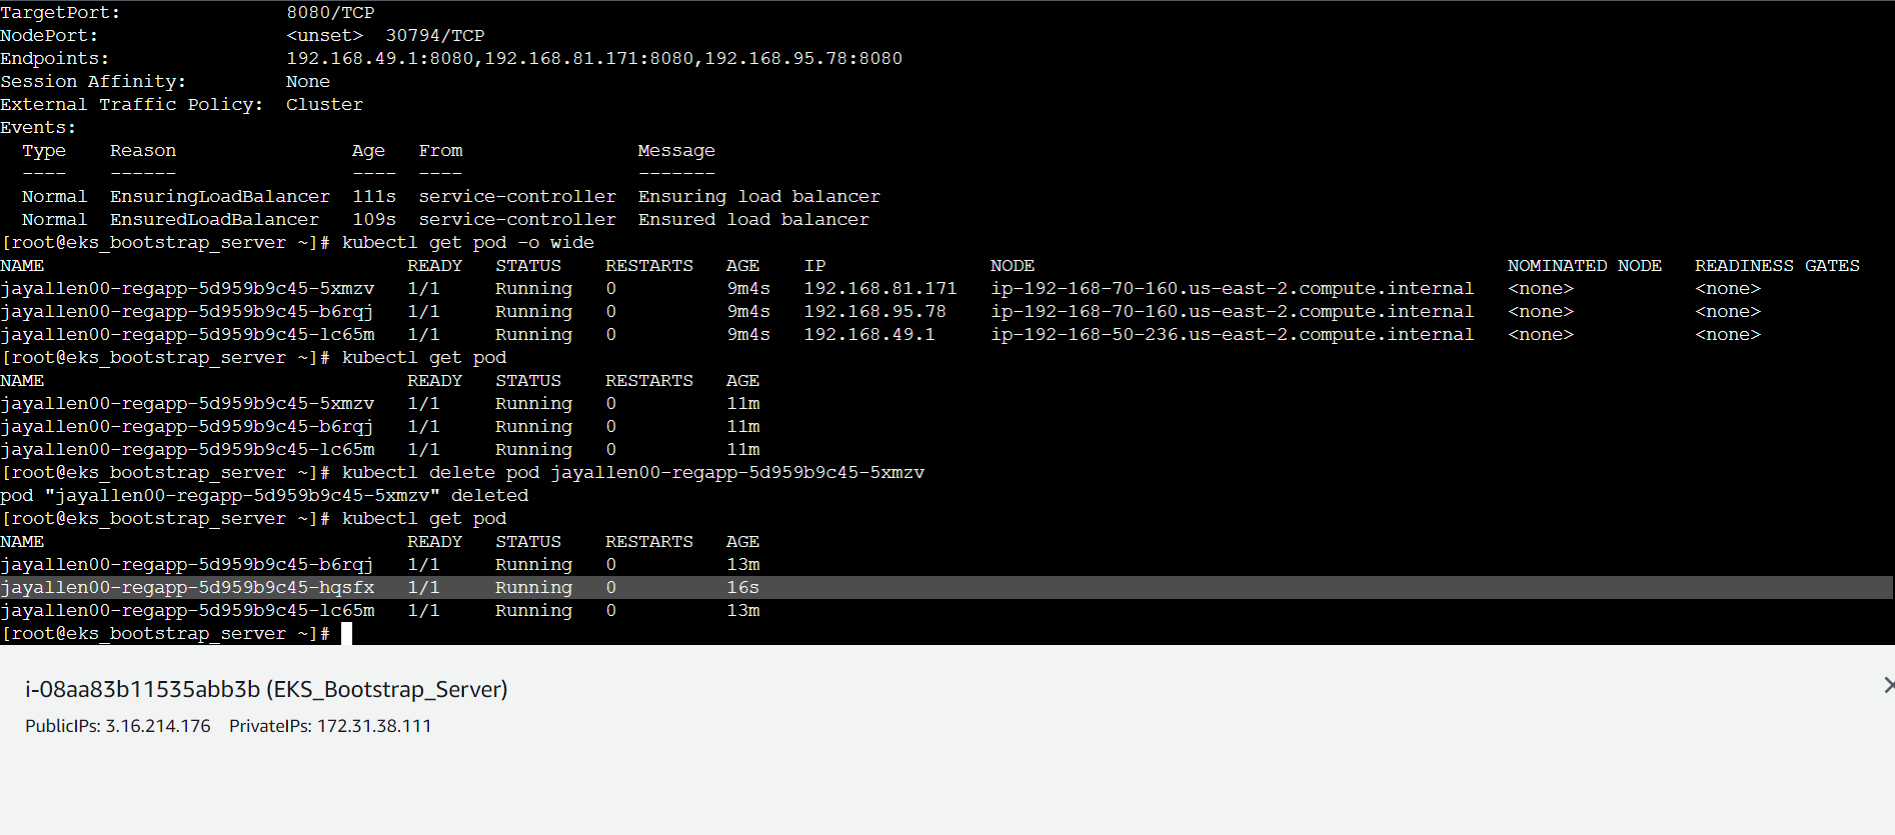 TargetPort: 8080/TCP
NodePort: <unset> 30794/TCP
Endpoints: 192.168.49.1:8080,192.168.81.171:8080,192.168.95.78:8080
Session Affinity: None
External Traffic Policy: Cluster
Events:
Type Reason Age From Message
---- ------ ---- ---- -------
Normal EnsuringLoadBalancer 111s service-controller Ensuring load balancer
Normal EnsuredLoadBalancer 109s service-controller Ensured load balancer
[root@eks_bootstrap_server ~]# kubectl get pod -o wide
NAME READY STATUS RESTARTS AGE IP NODE NOMINATED NODE READINESS GATES
jayallen00-regapp-5d959b9c45-5xmzv 1/1 Running 0 9m4s 192.168.81.171 ip-192-168-70-160.us-east-2.compute.internal <none> <none>
jayallen00-regapp-5d959b9c45-b6rqj 1/1 Running 0 9m4s 192.168.95.78 ip-192-168-70-160.us-east-2.compute.internal <none> <none>
jayallen00-regapp-5d959b9c45-lc65m 1/1 Running 0 9m4s 192.168.49.1 ip-192-168-50-236.us-east-2.compute.internal <none> <none>
[root@eks_bootstrap_server ~]# kubectl get pod
NAME READY STATUS RESTARTS AGE
jayallen00-regapp-5d959b9c45-5xmzv 1/1 Running 0 11m
jayallen00-regapp-5d959b9c45-b6rqj 1/1 Running 0 11m
jayallen00-regapp-5d959b9c45-lc65m 1/1 Running 0 11m
[root@eks_bootstrap_server ~]# kubectl delete pod jayallen00-regapp-5d959b9c45-5xmzv
pod "jayallen00-regapp-5d959b9c45-5xmzv" deleted
[root@eks_bootstrap_server ~]# kubectl get pod
NAME READY STATUS RESTARTS AGE
jayallen00-regapp-5d959b9c45-b6rqj 1/1 Running 0 13m
jayallen00-regapp-5d959b9c45-hqsfx 1/1 Running 0 16s
jayallen00-regapp-5d959b9c45-lc65m 1/1 Running 0 13m
[root@eks_bootstrap_server ~]#
i-08aa83b11535abb3b (EKS_Bootstrap_Server)
PublicIPs: 3.16.214.176 PrivateIPs: 172.31.38.111